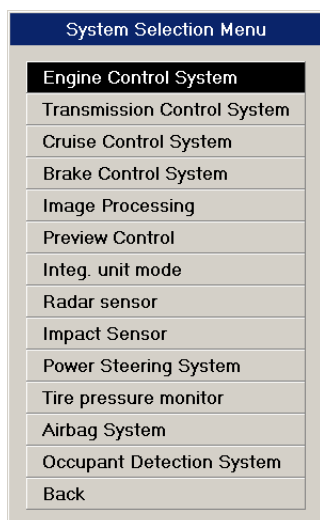 System Selection Menu
Engine Control System
Transmission Control System
Cruise Control System
Brake Control System
Image Processing
Preview Control
Integ. unit mode
Radar sensor
Impact Sensor
Power Steering System
Tire pressure monitor
Airbag System
Occupant Detection System
Back